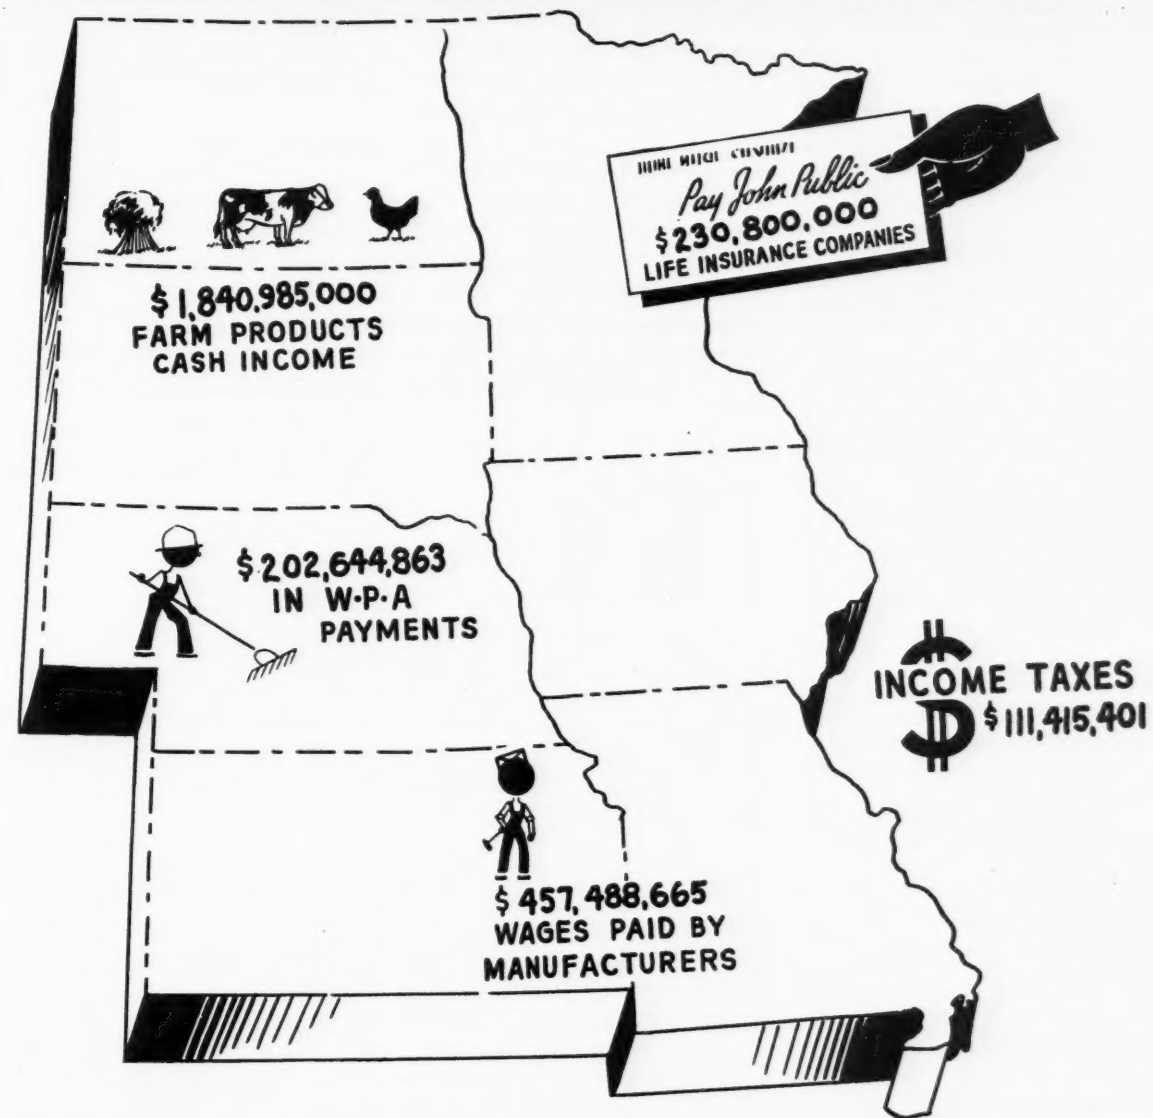 Pay John Public
$230,800,000
LIFE INSURANCE COMPANIES
$1,840,985,000
FARM PRODUCTS
CASH INCOME
$202,644,863
IN W·P·A
PAYMENTS
INCOME TAXES
$111,415,401
$457,488,665
WAGES PAID BY
MANUFACTURERS